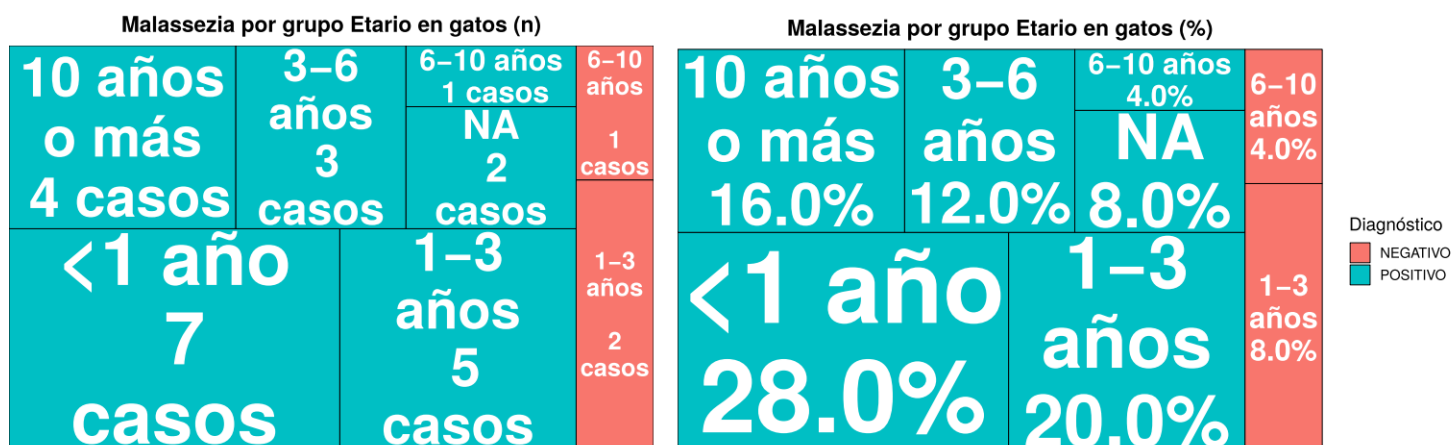 Malassezia por grupo Etario en gatos (n)
10 años
o más
4 casos
3−6
años
3
casos
6−10 años
1 casos
NA
2
casos
6−10
años
1
casos
<1 año
7
casos
1−3
años
5
casos
1−3
años
2
casos
Malassezia por grupo Etario en gatos (%)
10 años
o más
16.0%
3−6
años
12.0%
6−10 años
4.0%
NA
8.0%
6−10
años
4.0%
<1 año
28.0%
1−3
años
20.0%
1−3
años
8.0%
Diagnóstico
NEGATIVO
POSITIVO